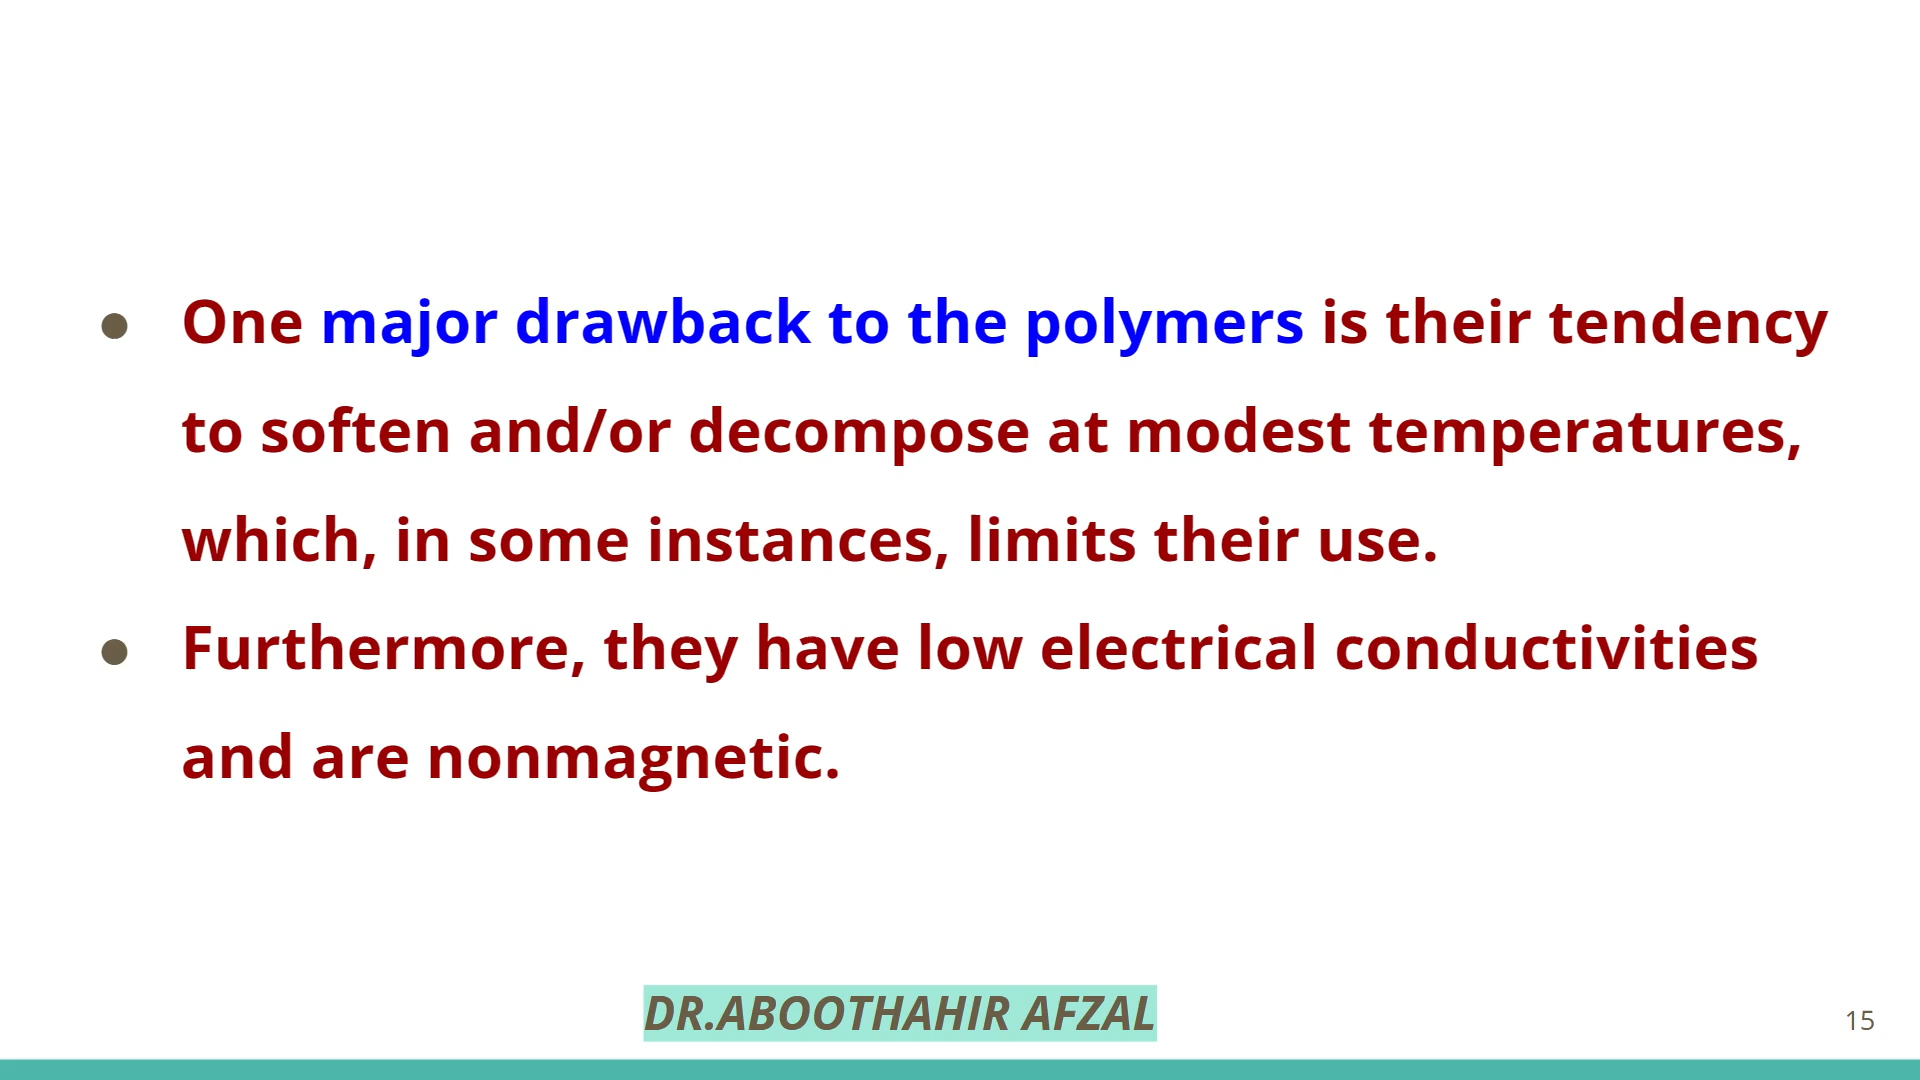 ● One major drawback to the polymers is their tendency
to soften and/or decompose at modest temperatures,
which, in some instances, limits their use.
● Furthermore, they have low electrical conductivities
and are nonmagnetic.
DR.ABOOTHAHIR AFZAL
15